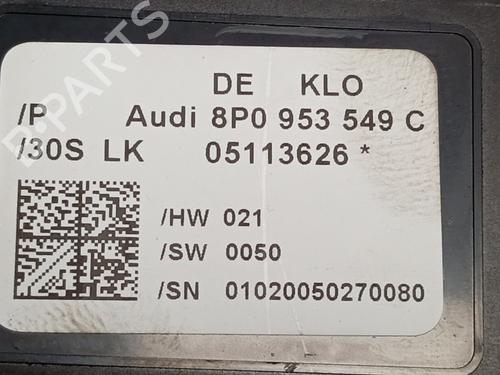 B-PARTS
DE KLO
/P Audi 8P0 953 549 C
/30S LK 05113626 *
/HW 021
/SW 0050
/SN 01020050270080